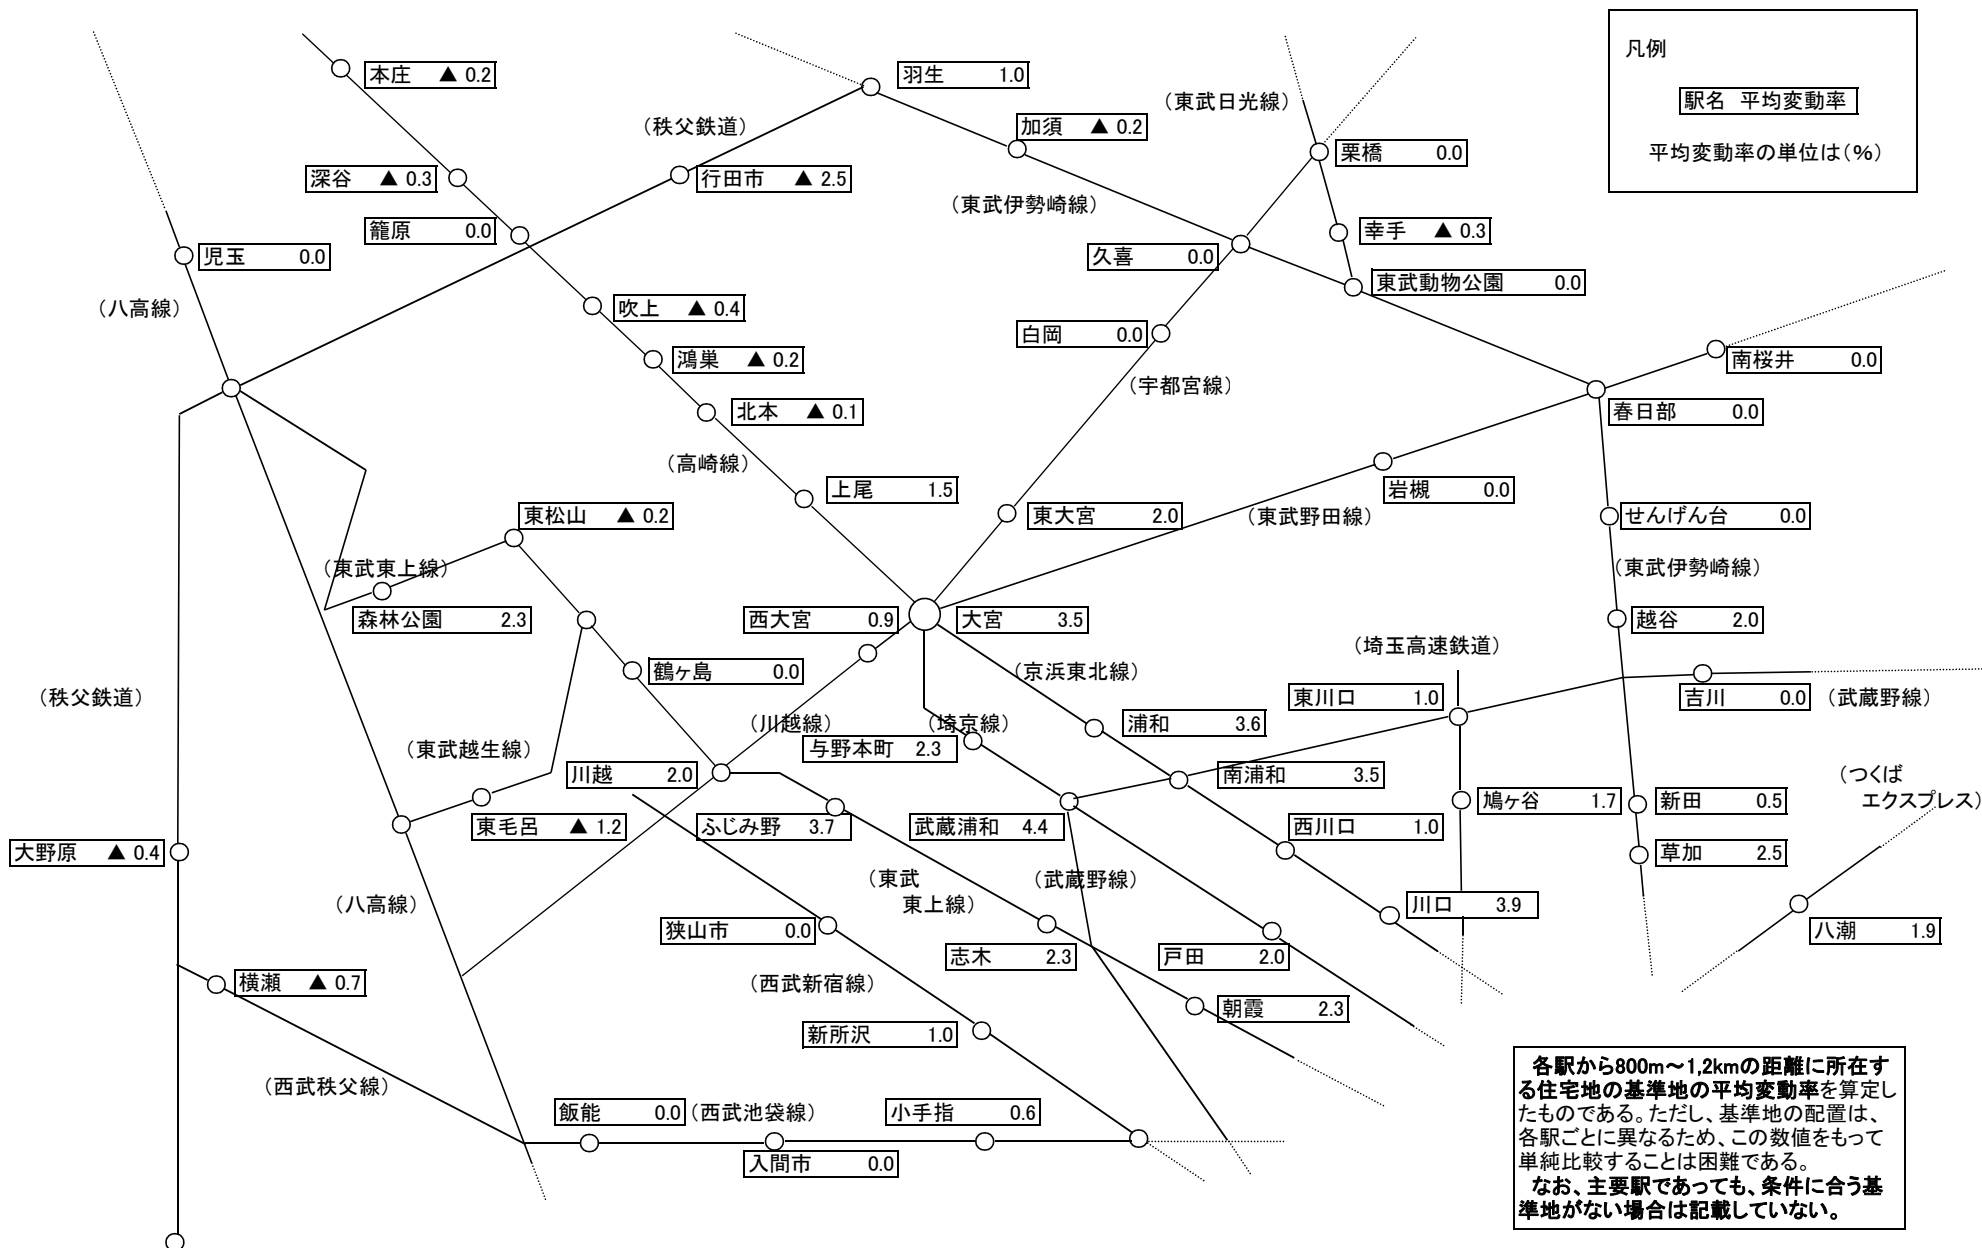 凡例
駅名 平均変動率
平均変動率の単位は(%)
本庄 ▲ 0.2
羽生 1.0
(東武日光線)
(秩父鉄道)
加須 ▲ 0.2
栗橋 0.0
深谷 ▲ 0.3
行田市 ▲ 2.5
(東武伊勢崎線)
籠原 0.0
幸手 ▲ 0.3
児玉 0.0
久喜 0.0
東武動物公園 0.0
(八高線)
吹上 ▲ 0.4
白岡 0.0
鴻巣 ▲ 0.2
南桜井 0.0
(宇都宮線)
北本 ▲ 0.1
春日部 0.0
(高崎線)
上尾 1.5
岩槻 0.0
東松山 ▲ 0.2
東大宮 2.0
(東武野田線)
せんげん台 0.0
(東武東上線)
(東武伊勢崎線)
森林公園 2.3
西大宮 0.9
大宮 3.5
越谷 2.0
(埼玉高速鉄道)
鶴ヶ島 0.0
(京浜東北線)
(秩父鉄道)
東川口 1.0
吉川 0.0
(武蔵野線)
(川越線)
(埼京線)
浦和 3.6
(東武越生線)
与野本町 2.3
川越 2.0
南浦和 3.5
(つくば
エクスプレス)
鳩ヶ谷 1.7
新田 0.5
東毛呂 ▲ 1.2
ふじみ野 3.7
武蔵浦和 4.4
西川口 1.0
大野原 ▲ 0.4
草加 2.5
(東武
東上線)
(武蔵野線)
(八高線)
川口 3.9
狭山市 0.0
八潮 1.9
志木 2.3
戸田 2.0
横瀬 ▲ 0.7
(西武新宿線)
朝霞 2.3
新所沢 1.0
(西武秩父線)
飯能 0.0
(西武池袋線)
小手指 0.6
入間市 0.0
各駅から800m～1,2kmの距離に所在す
る住宅地の基準地の平均変動率を算定し
たものである。ただし、基準地の配置は、
各駅ごとに異なるため、この数値をもって
単純比較することは困難である。
なお、主要駅であっても、条件に合う基
準地がない場合は記載していない。